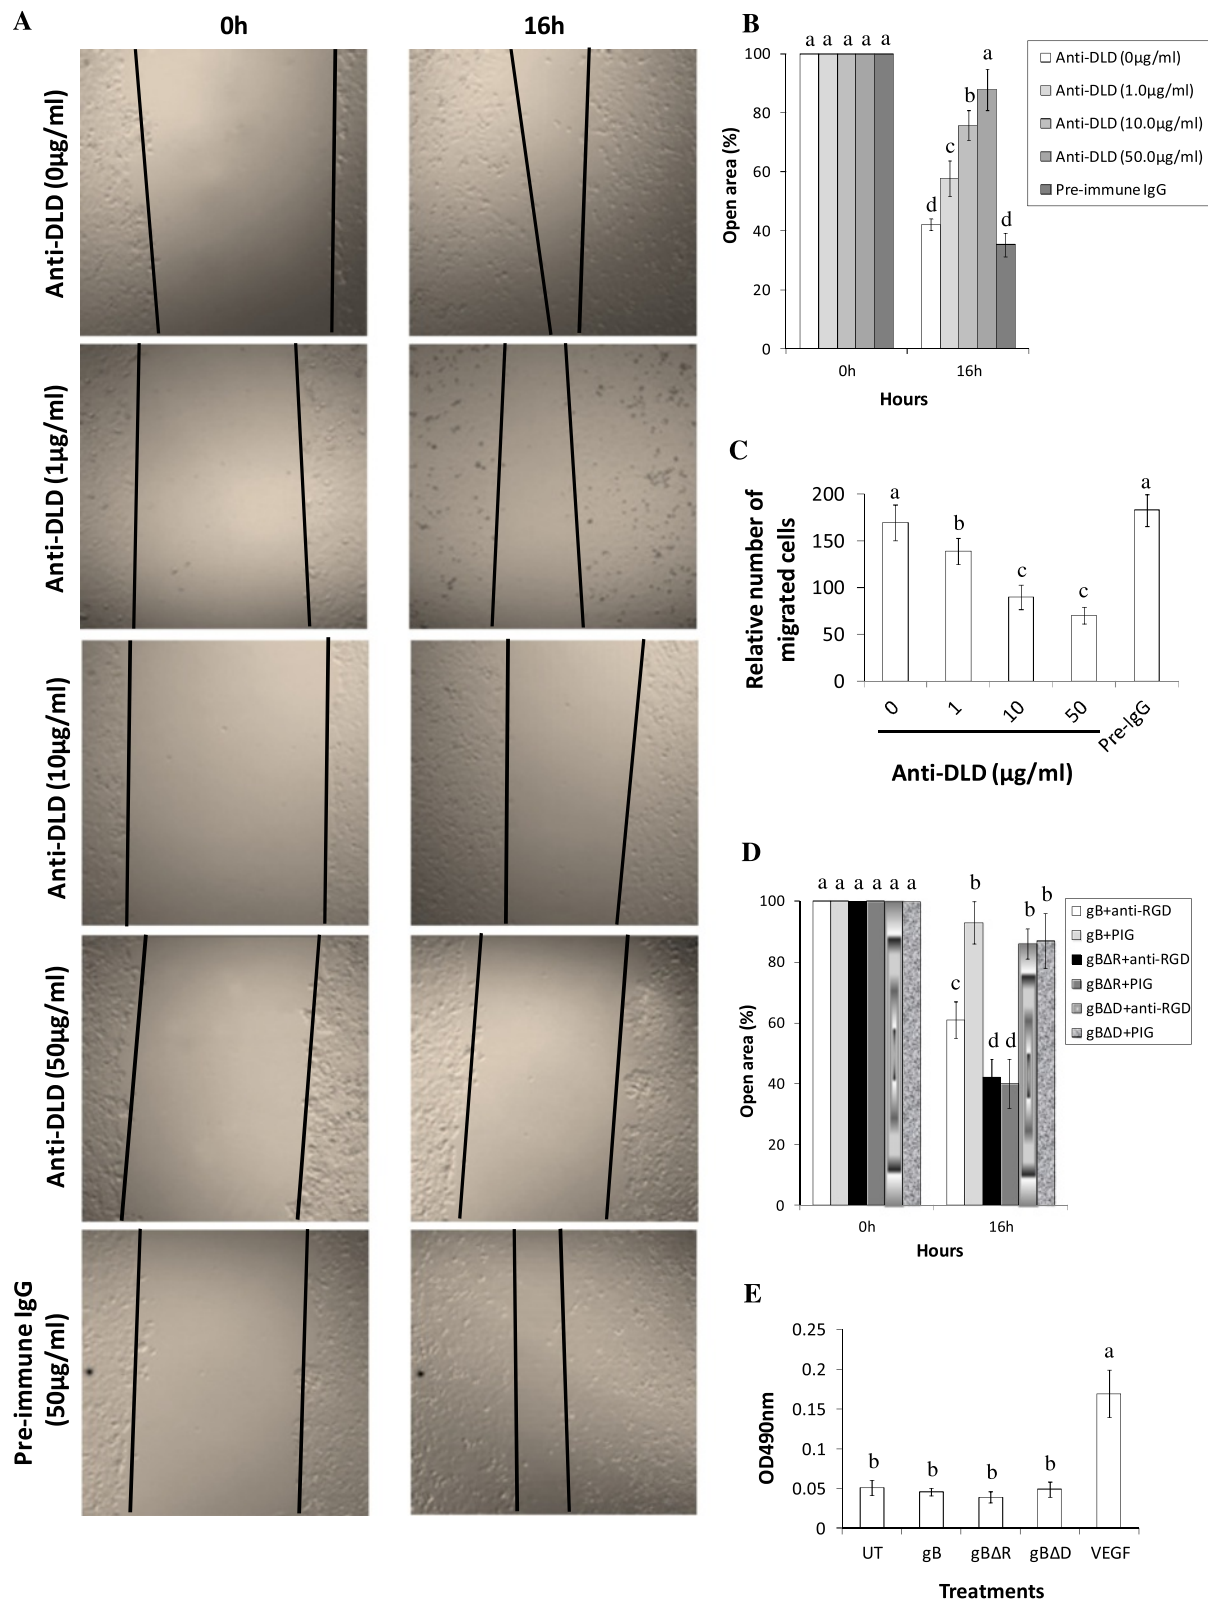 A
0h
16h
Anti-DLD (0µg/ml)
Anti-DLD (1µg/ml)
Anti-DLD (10µg/ml)
Anti-DLD (50µg/ml)
Pre-immune IgG
(50µg/ml)
B
a a a a a
a
b
c
d
d
100
80
60
40
20
0
Open area (%)
0h
16h
Hours
Anti-DLD (0µg/ml)
Anti-DLD (1.0µg/ml)
Anti-DLD (10.0µg/ml)
Anti-DLD (50.0µg/ml)
Pre-immune IgG
C
Relative number of
migrated cells
200
150
100
50
0
a
b
c
c
a
0
1
10
50
Pre-IgG
Anti-DLD (µg/ml)
D
a a a a a a
b
b
b
c
d d
100
80
60
40
20
0
Open area (%)
0h
16h
Hours
gB+anti-RGD
gB+PIG
gBΔR+anti-RGD
gBΔR+PIG
gBΔD+anti-RGD
gBΔD+PIG
E
OD490nm
0.25
0.2
0.15
0.1
0.05
0
b
b
b
b
a
UT
gB
gBΔR
gBΔD
VEGF
Treatments